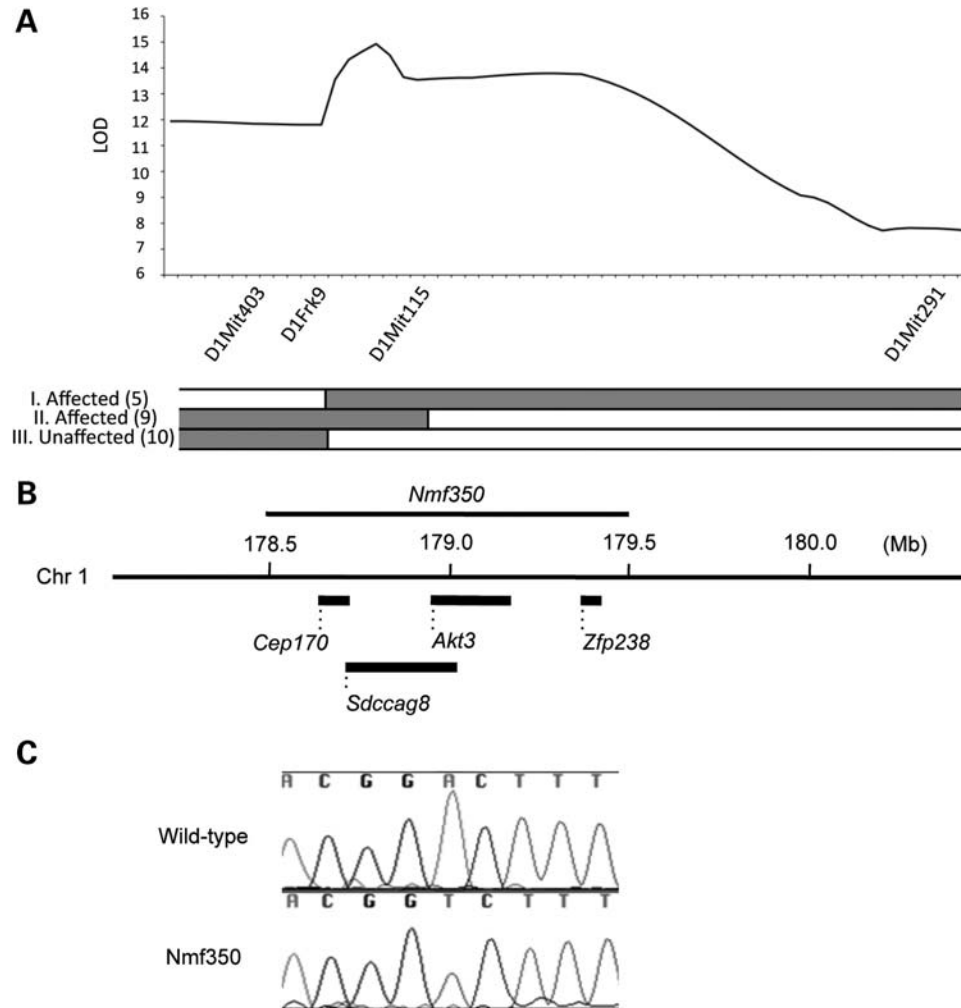 A
16
15
14
13
12
11
10
9
8
7
6
LOD
D1Mit403
D1Frk9
D1Mit115
D1Mit291
I. Affected (5)
II. Affected (9)
III. Unaffected (10)
B
Nmf350
178.5 179.0 179.5 180.0 (Mb)
Chr 1
Cep170 Akt3 Zfp238
Sdccag8
C
A C G G A C T T T
Wild-type
A C G G T C T T T
Nmf350